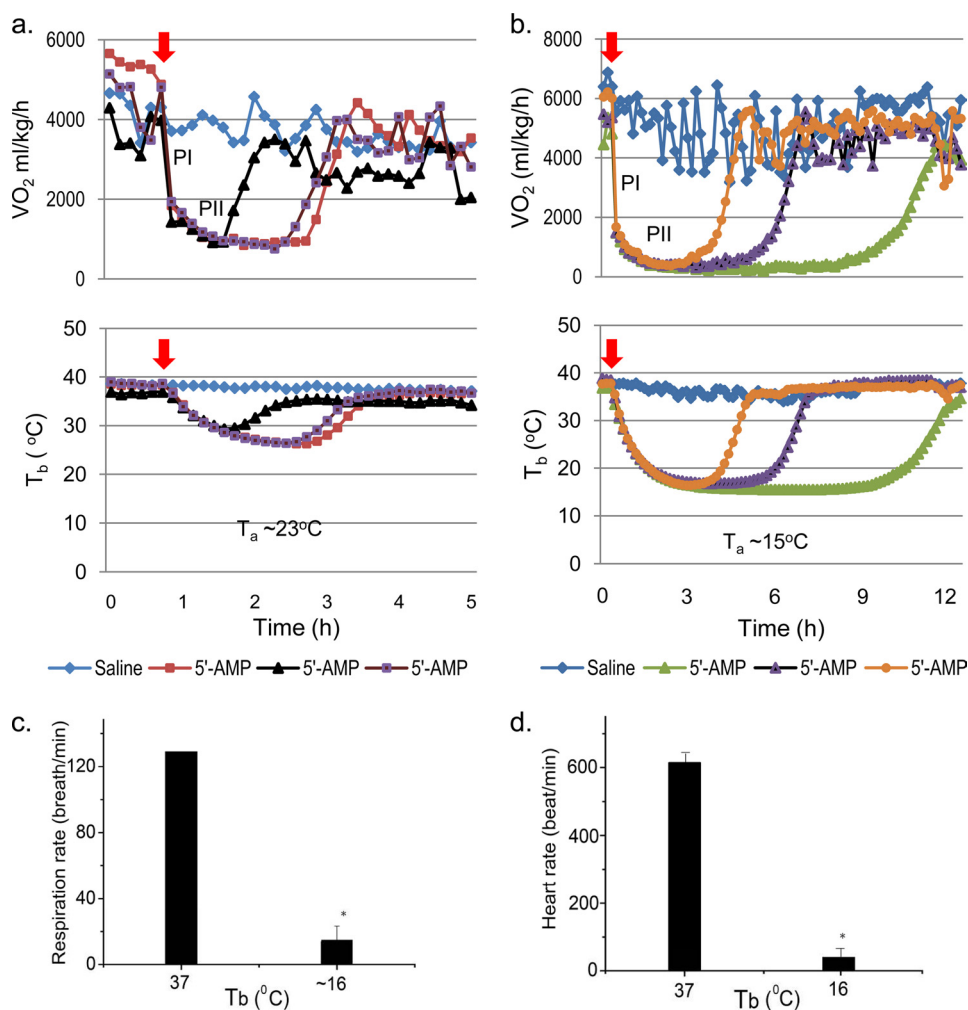 a.
6000
4000
2000
0
VO2 ml/kg/h
PI
PII
50
40
30
20
10
0
Tb ( oC)
Ta ~23oC
0 1 2 3 4 5
Time (h)
Saline 5'-AMP 5'-AMP 5'-AMP
b.
8000
6000
4000
2000
0
VO2 (ml/kg/h)
PI
PII
50
40
30
20
10
0
Tb (oC)
Ta ~15oC
0 3 6 9 12
Time (h)
Saline 5'-AMP 5'-AMP 5'-AMP
c.
Respiration rate (breath/min)
120
80
40
0
*
37 ~16
Tb (0C)
d.
Heart rate (beat/min)
600
400
200
0
*
37 16
Tb (0C)